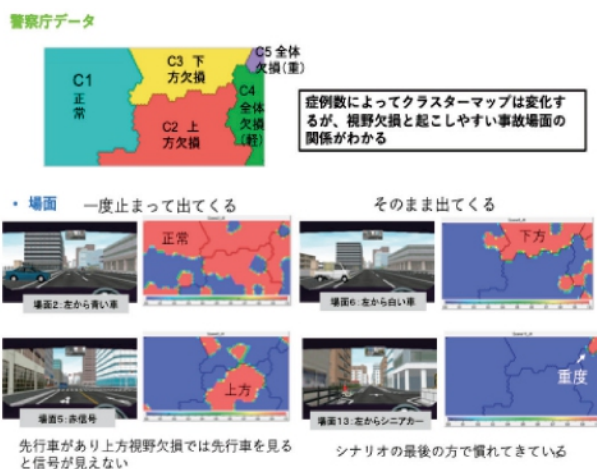 警察庁データ
C1
正常
C3 下
方欠損
C2 上
方欠損
C5 全体
欠損(重)
C4
全体
欠損
(軽)
症例数によってクラスターマップは変化す
るが、視野欠損と起こしやすい事故場面の
関係がわかる
• 場面 一度止まって出てくる
そのまま出てくる
正常
場面2:左から青い車
下方
場面6:左から白い車
上方
場面5:赤信号
重度
場面13:左からシニアカー
先行車があり上方視野欠損では先行車を見る
と信号が見えない
シナリオの最後の方で慣れてきている